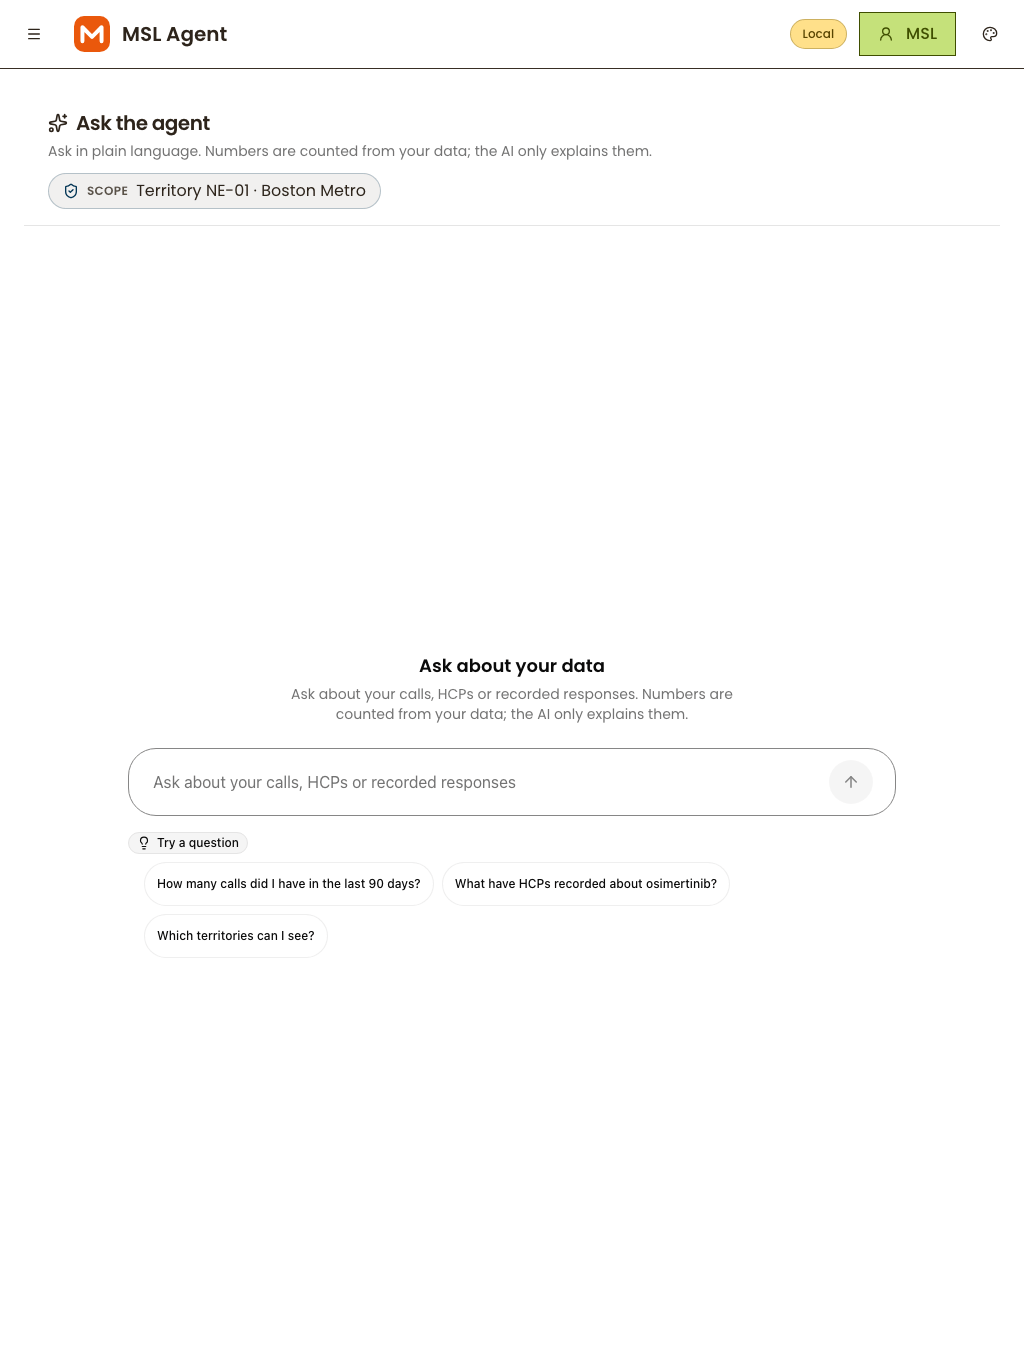 MSL Agent
Local
MSL
Ask the agent
Ask in plain language. Numbers are counted from your data; the AI only explains them.
SCOPE Territory NE-01 · Boston Metro
Ask about your data
Ask about your calls, HCPs or recorded responses. Numbers are
counted from your data; the AI only explains them.
Ask about your calls, HCPs or recorded responses
Try a question
How many calls did I have in the last 90 days?
What have HCPs recorded about osimertinib?
Which territories can I see?